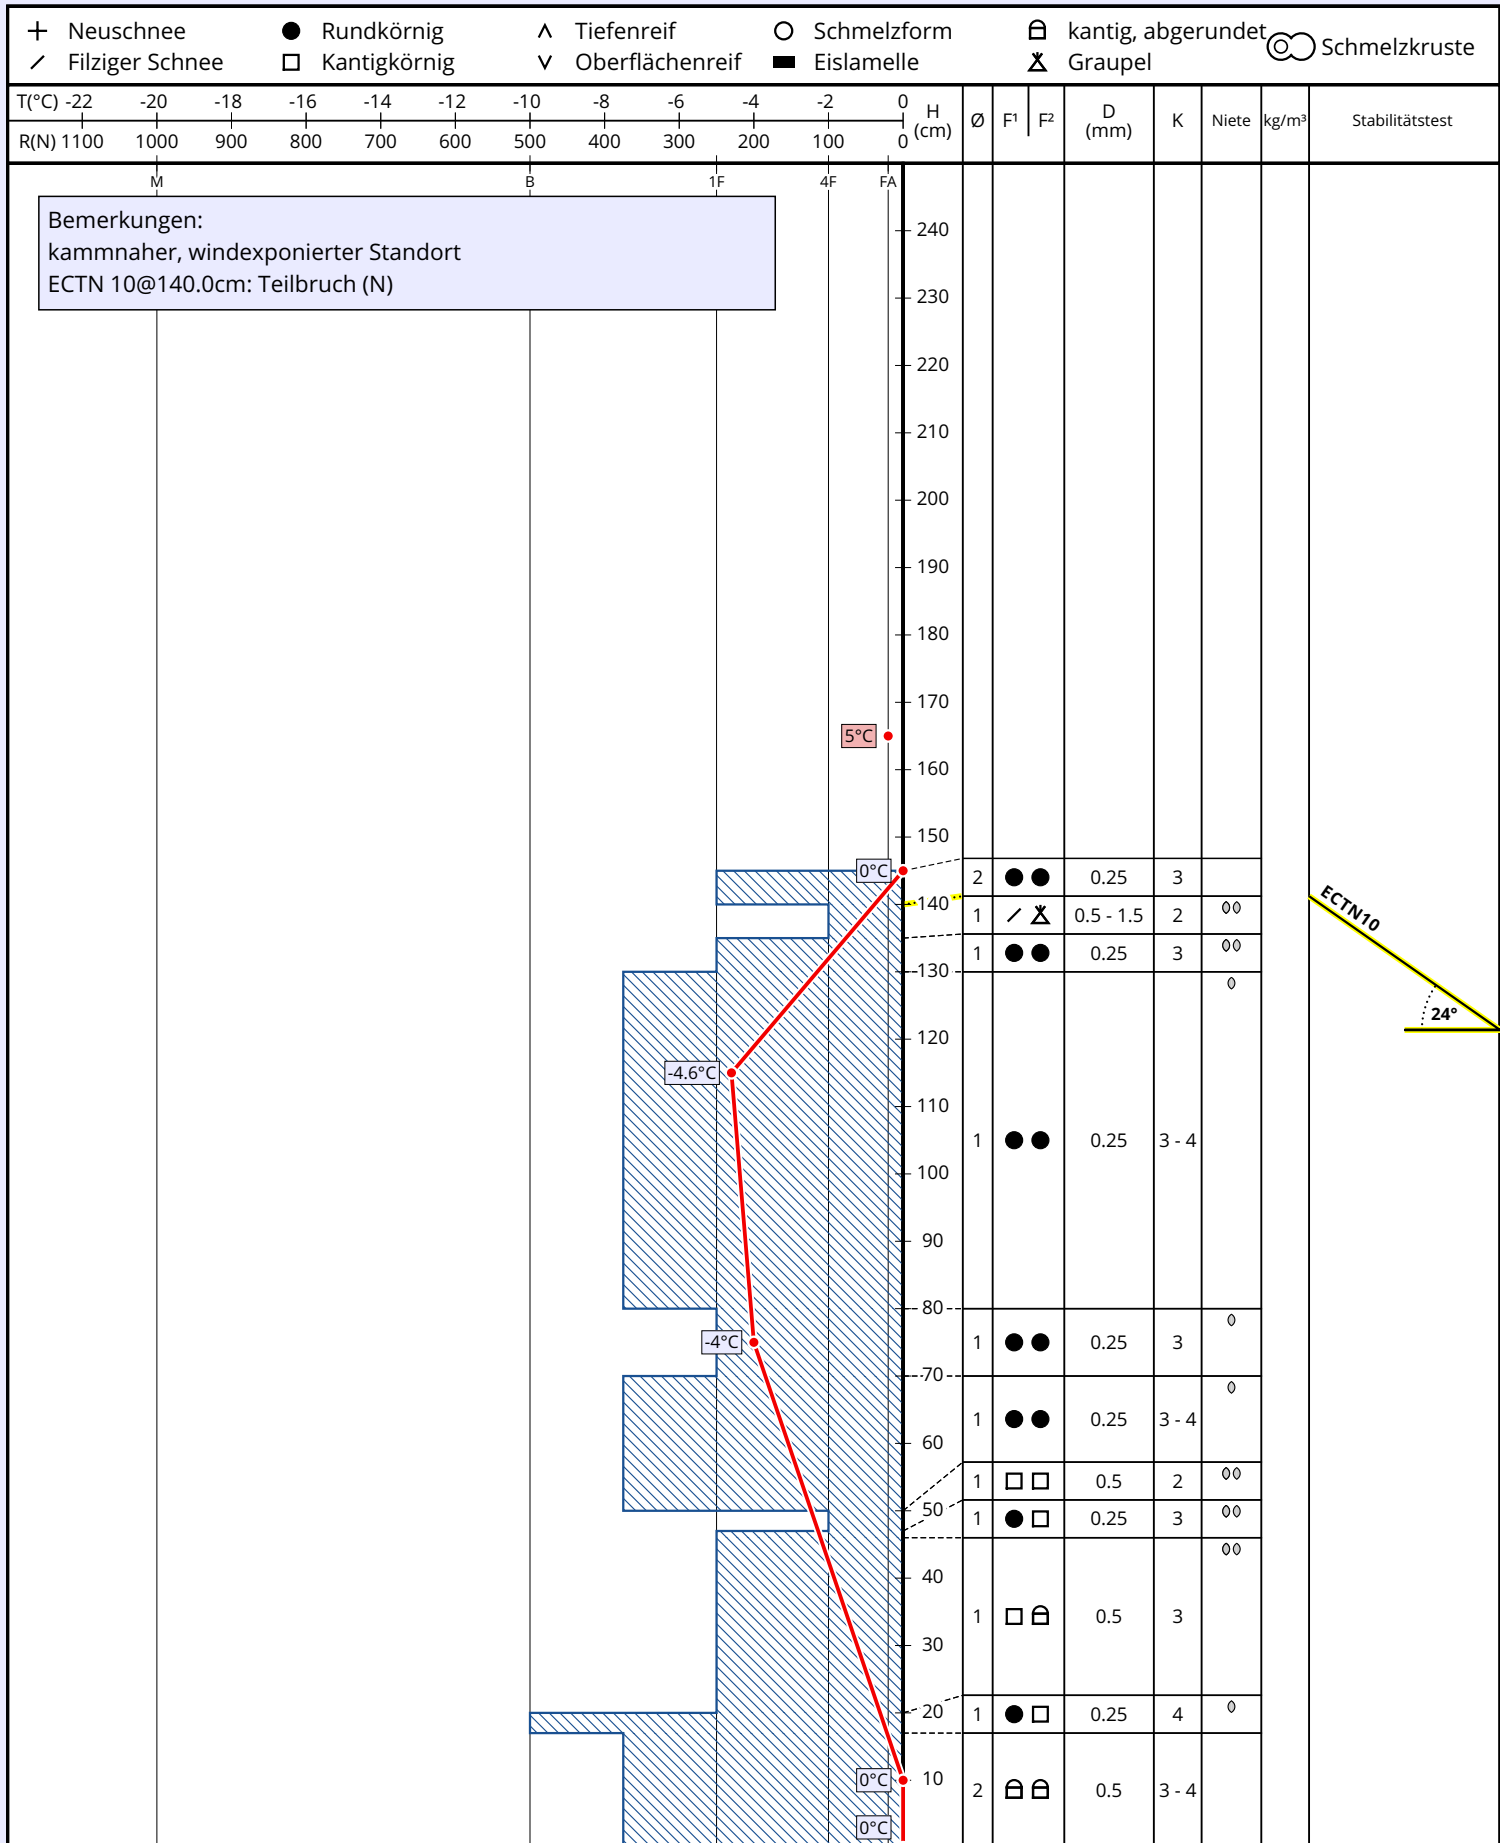 Neuschnee Rundkörnig Tiefenreif Schmelzform kantig, abgerundet Schmelzkruste
Filziger Schnee Kantigkörnig Oberflächenreif Eislamelle Graupel
T(°C) -22 -20 -18 -16 -14 -12 -10 -8 -6 -4 -2 0
R(N) 1100 1000 900 800 700 600 500 400 300 200 100 0
H (cm) Ø F¹ F² D (mm) K Niete kg/m³ Stabilitätstest
M B 1F 4F FA
Bemerkungen:
kammnaher, windexponierter Standort
ECTN 10@140.0cm: Teilbruch (N)
240
230
220
210
200
190
180
170
5°C
160
150
0°C 2 0.25 3
140 1 0.5 - 1.5 2
ECTN10
1 0.25 3
130
24°
120
-4.6°C
110
1 0.25 3 - 4
100
90
80
-4°C 1 0.25 3
70
1 0.25 3 - 4
60
1 0.5 2
50
1 0.25 3
40
1 0.5 3
30
20 1 0.25 4
0°C 10
2 0.5 3 - 4
0°C